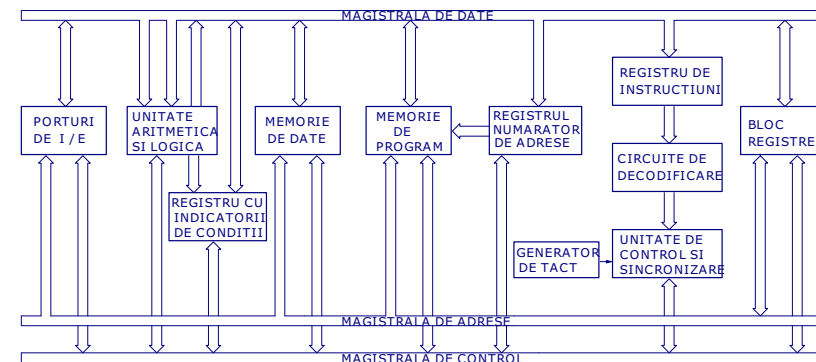 MAGISTRALA DE DATE
PORTURI
DE I / E
UNITATE
ARITMETICA
SI LOGICA
MEMORIE
DE DATE
MEMORIE
DE
PROGRAM
REGISTRUL
NUMARATOR
DE ADRESE
REGISTRU DE
INSTRUCTIUNI
BLOC
REGISTRE
CIRCUITE DE
DECODIFICARE
REGISTRU CU
INDICATORII
DE CONDITII
GENERATOR
DE TACT
UNITATE DE
CONTROL SI
SINCRONIZARE
MAGISTRALA DE ADRESE
MAGISTRALA DE CONTROL